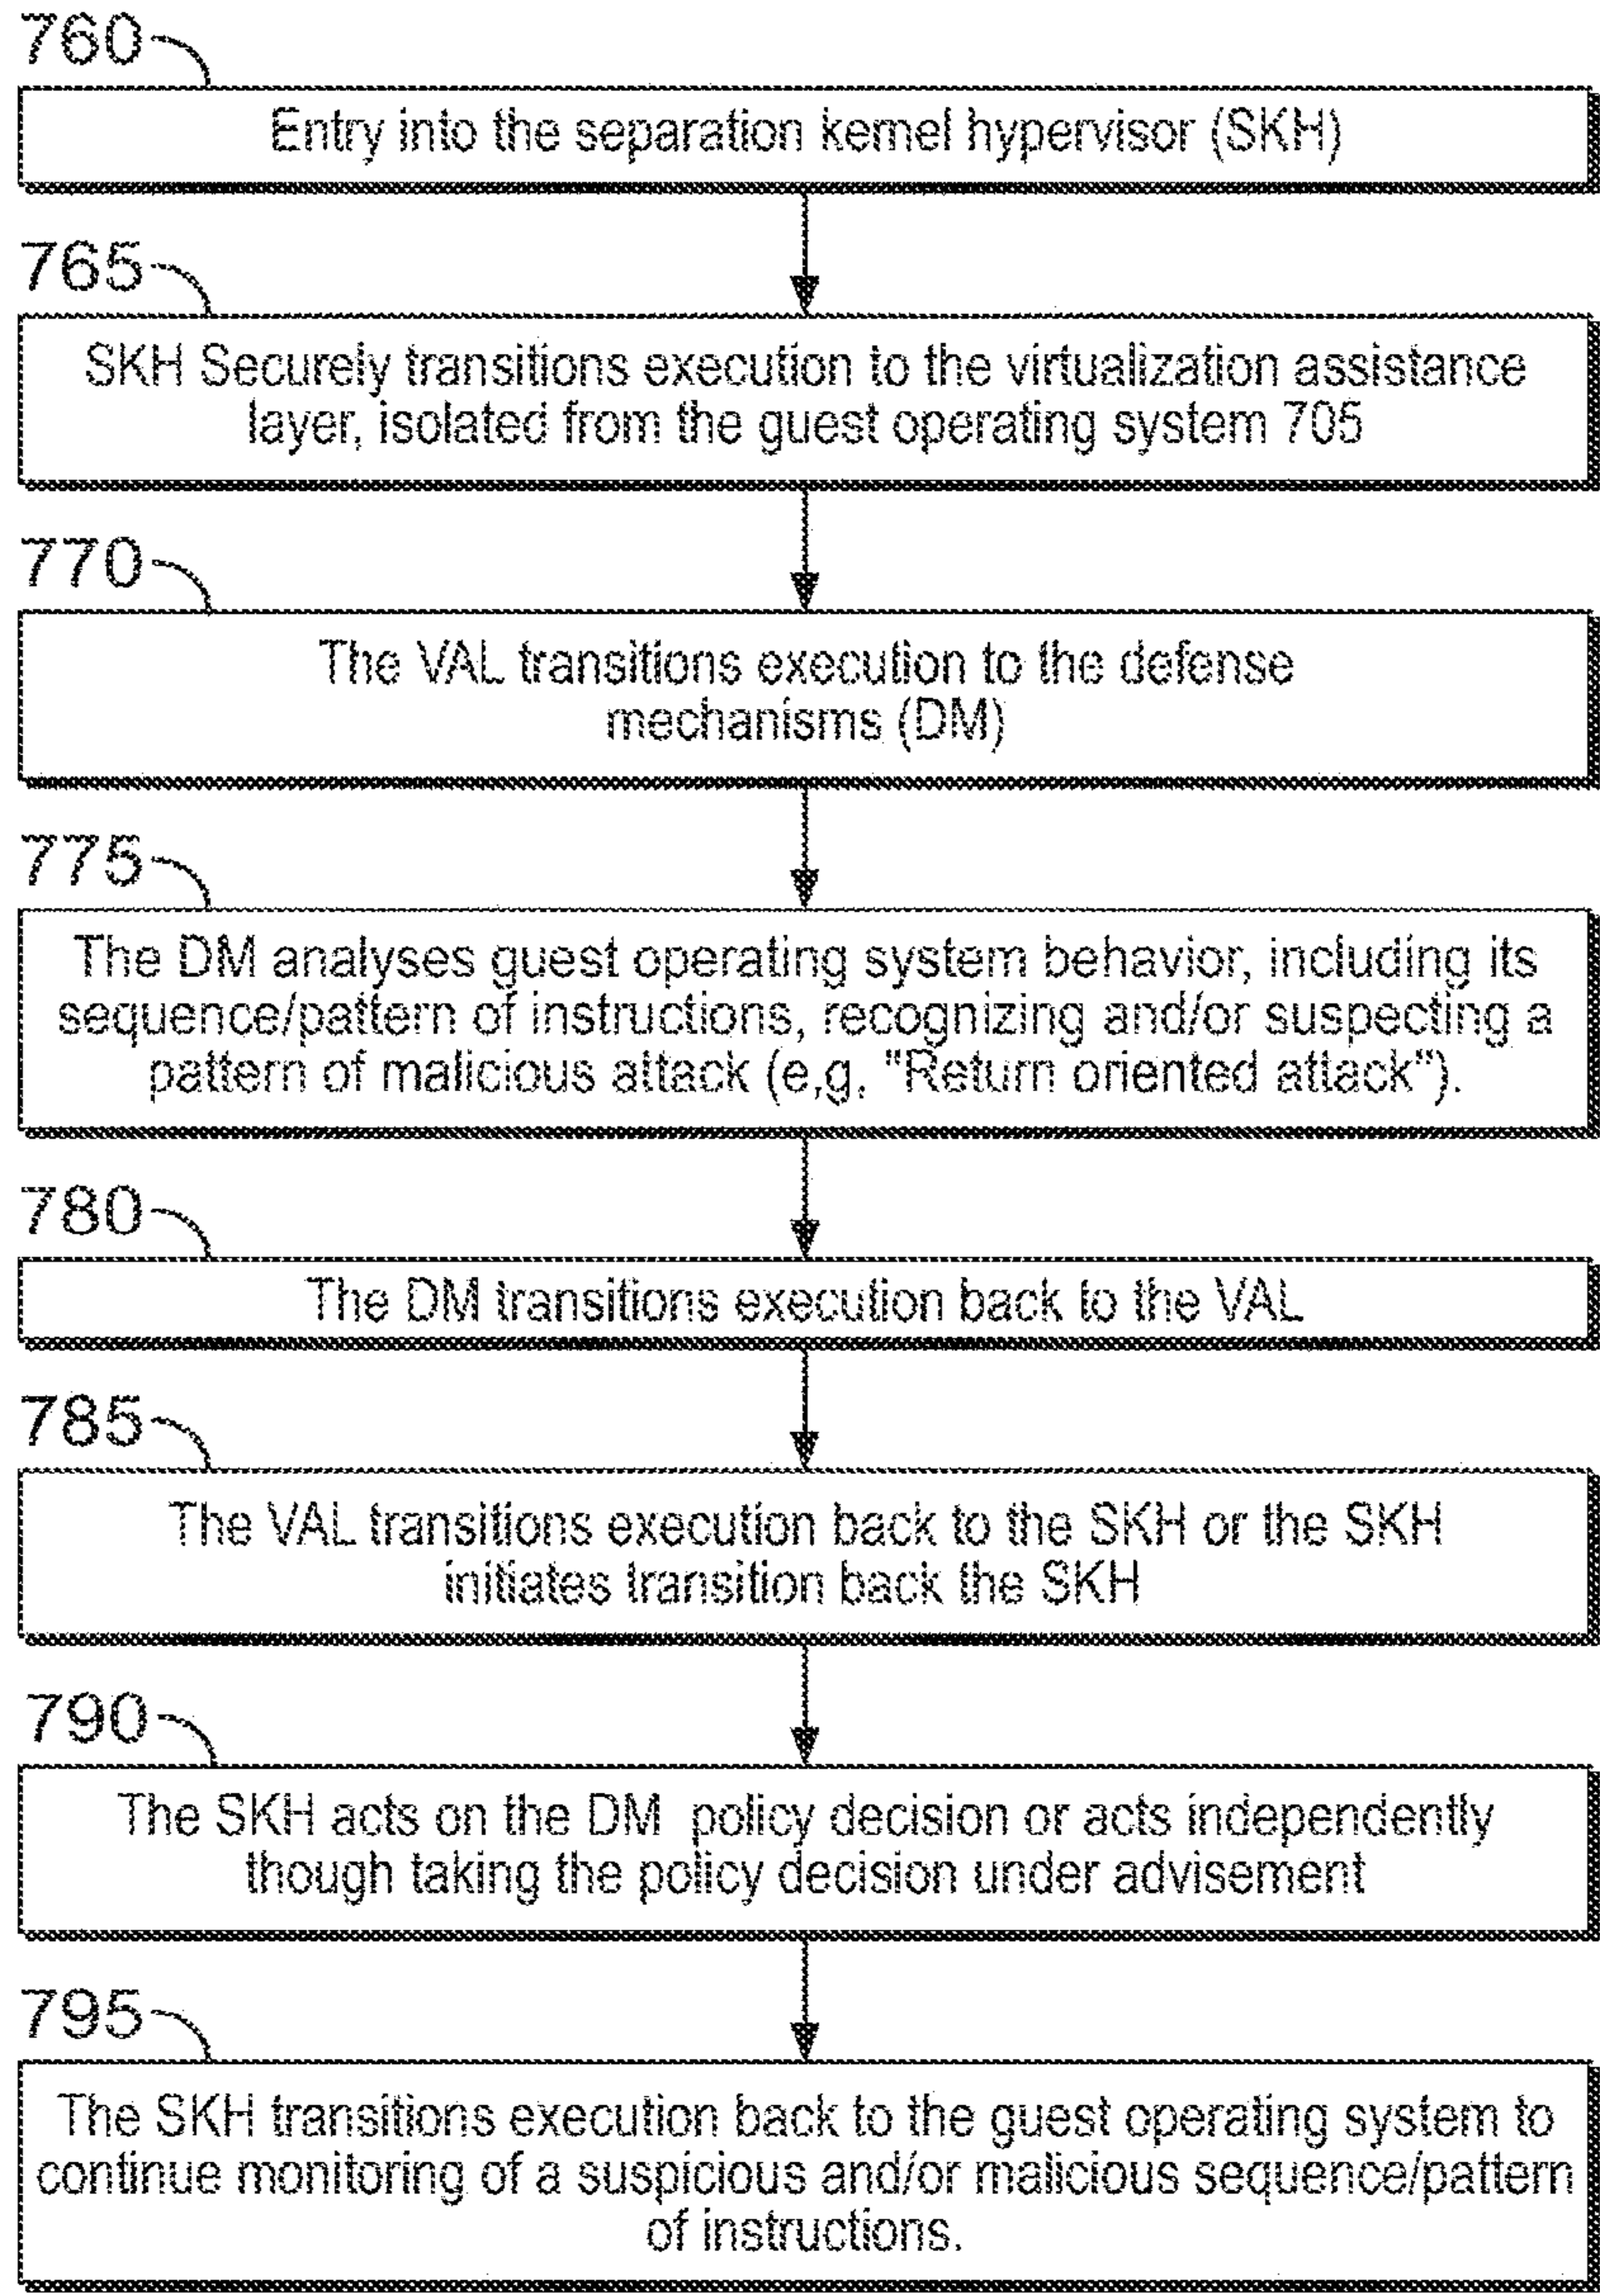 760
Entry into the separation kernel hypervisor (SKH)
765
SKH Securely transitions execution to the virtualization assistance
layer, isolated from the guest operating system 705
770
The VAL transitions execution to the defense
mechanisms (DM)
775
The DM analyses guest operating system behavior, including its
sequence/pattern of instructions, recognizing and/or suspecting a
pattern of malicious attack (e,g, "Return oriented attack").
780
The DM transitions execution back to the VAL
785
The VAL transitions execution back to the SKH or the SKH
initiates transition back the SKH
790
The SKH acts on the DM policy decision or acts independently
though taking the policy decision under advisement
795
The SKH transitions execution back to the guest operating system to
continue monitoring of a suspicious and/or malicious sequence/pattern
of instructions.